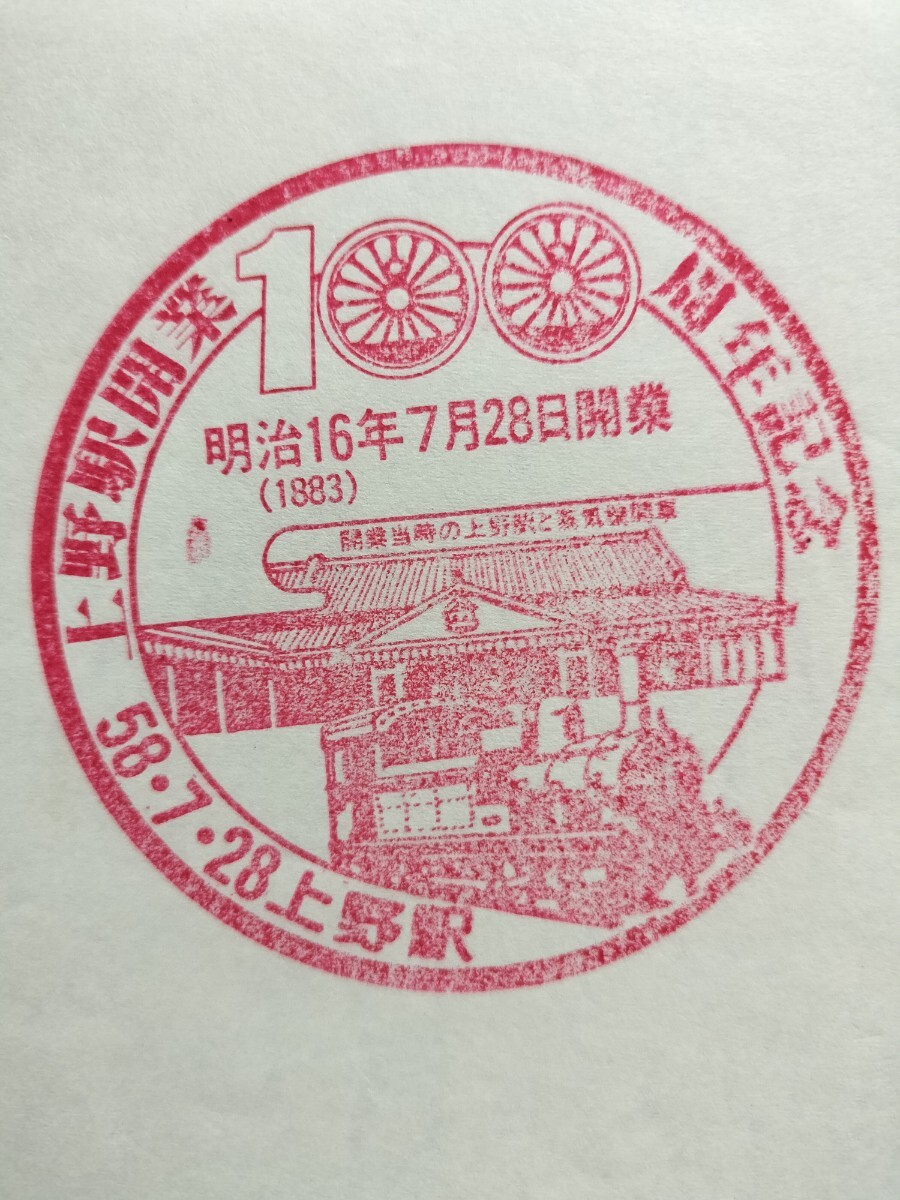 上野駅開業100周年記念
明治16年7月28日開業
(1883)
開業当時の上野駅と蒸気機関車
58・7・28上野駅